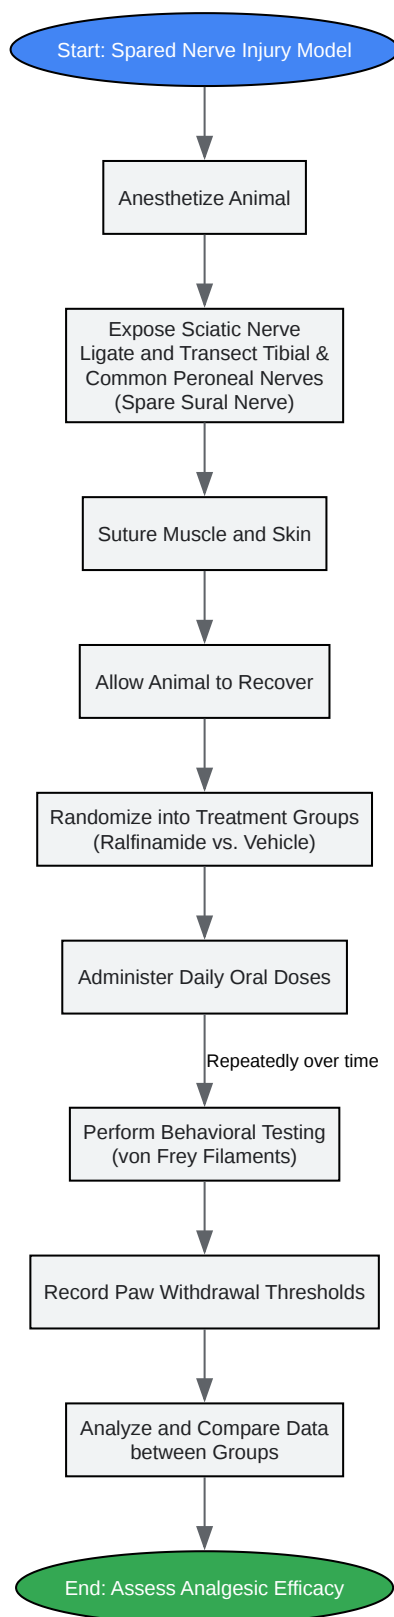 Start: Spared Nerve Injury Model
Anesthetize Animal
Expose Sciatic Nerve
Ligate and Transect Tibial &
Common Peroneal Nerves
(Spare Sural Nerve)
Suture Muscle and Skin
Allow Animal to Recover
Randomize into Treatment Groups
(Ralfinamide vs. Vehicle)
Administer Daily Oral Doses
Repeatedly over time
Perform Behavioral Testing
(von Frey Filaments)
Record Paw Withdrawal Thresholds
Analyze and Compare Data
between Groups
End: Assess Analgesic Efficacy